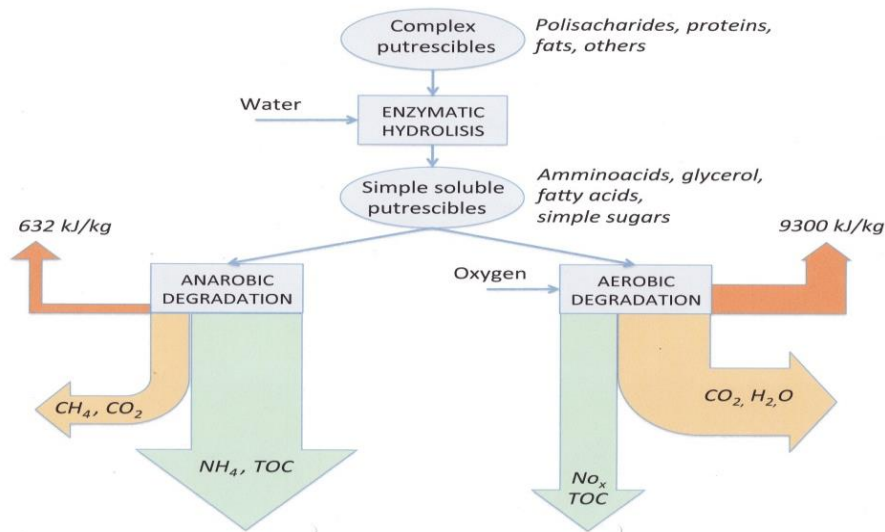 Complex
putrescibles
Polisacharides, proteins,
fats, others
Water
ENZYMATIC
HYDROLISIS
Simple soluble
putrescibles
Amminoacids, glycerol,
fatty acids,
simple sugars
632 kJ/kg
9300 kJ/kg
ANAROBIC
DEGRADATION
Oxygen
AEROBIC
DEGRADATION
CH₄, CO₂
CO₂, H₂,O
NH₄, TOC
Noₓ
TOC